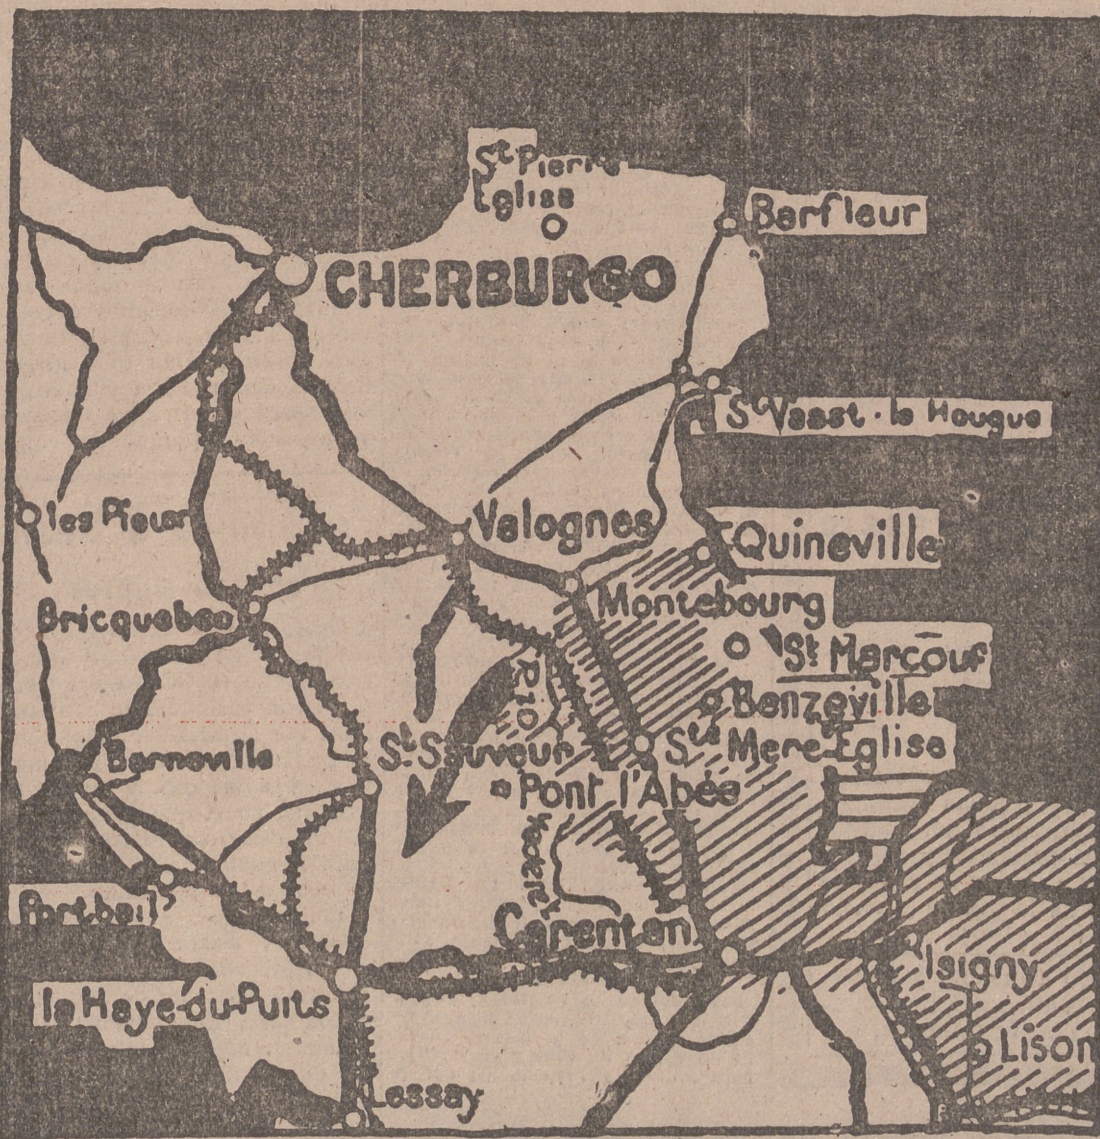 St Pierre
Eglise
Barfleur
CHERBURGO
St Vaast-la Hougue
les Pieux
Valognes
Quineville
Bricquebec
Montebourg
St Marcouf
RIO
Benzeville
Barneville
St Sauveur
Ste Mere-Eglise
Pont l'Abée
Portbail
Carentan
Isigny
la Haye-du-Puits
Lison
Lessay